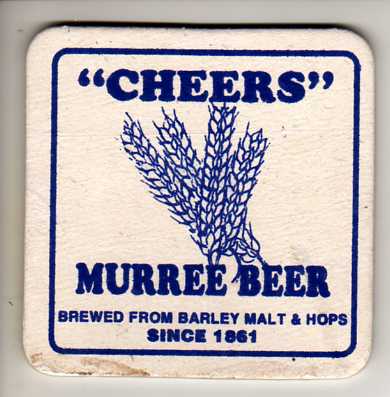 “CHEERS”
MURREE BEER
BREWED FROM BARLEY MALT & HOPS
SINCE 1861